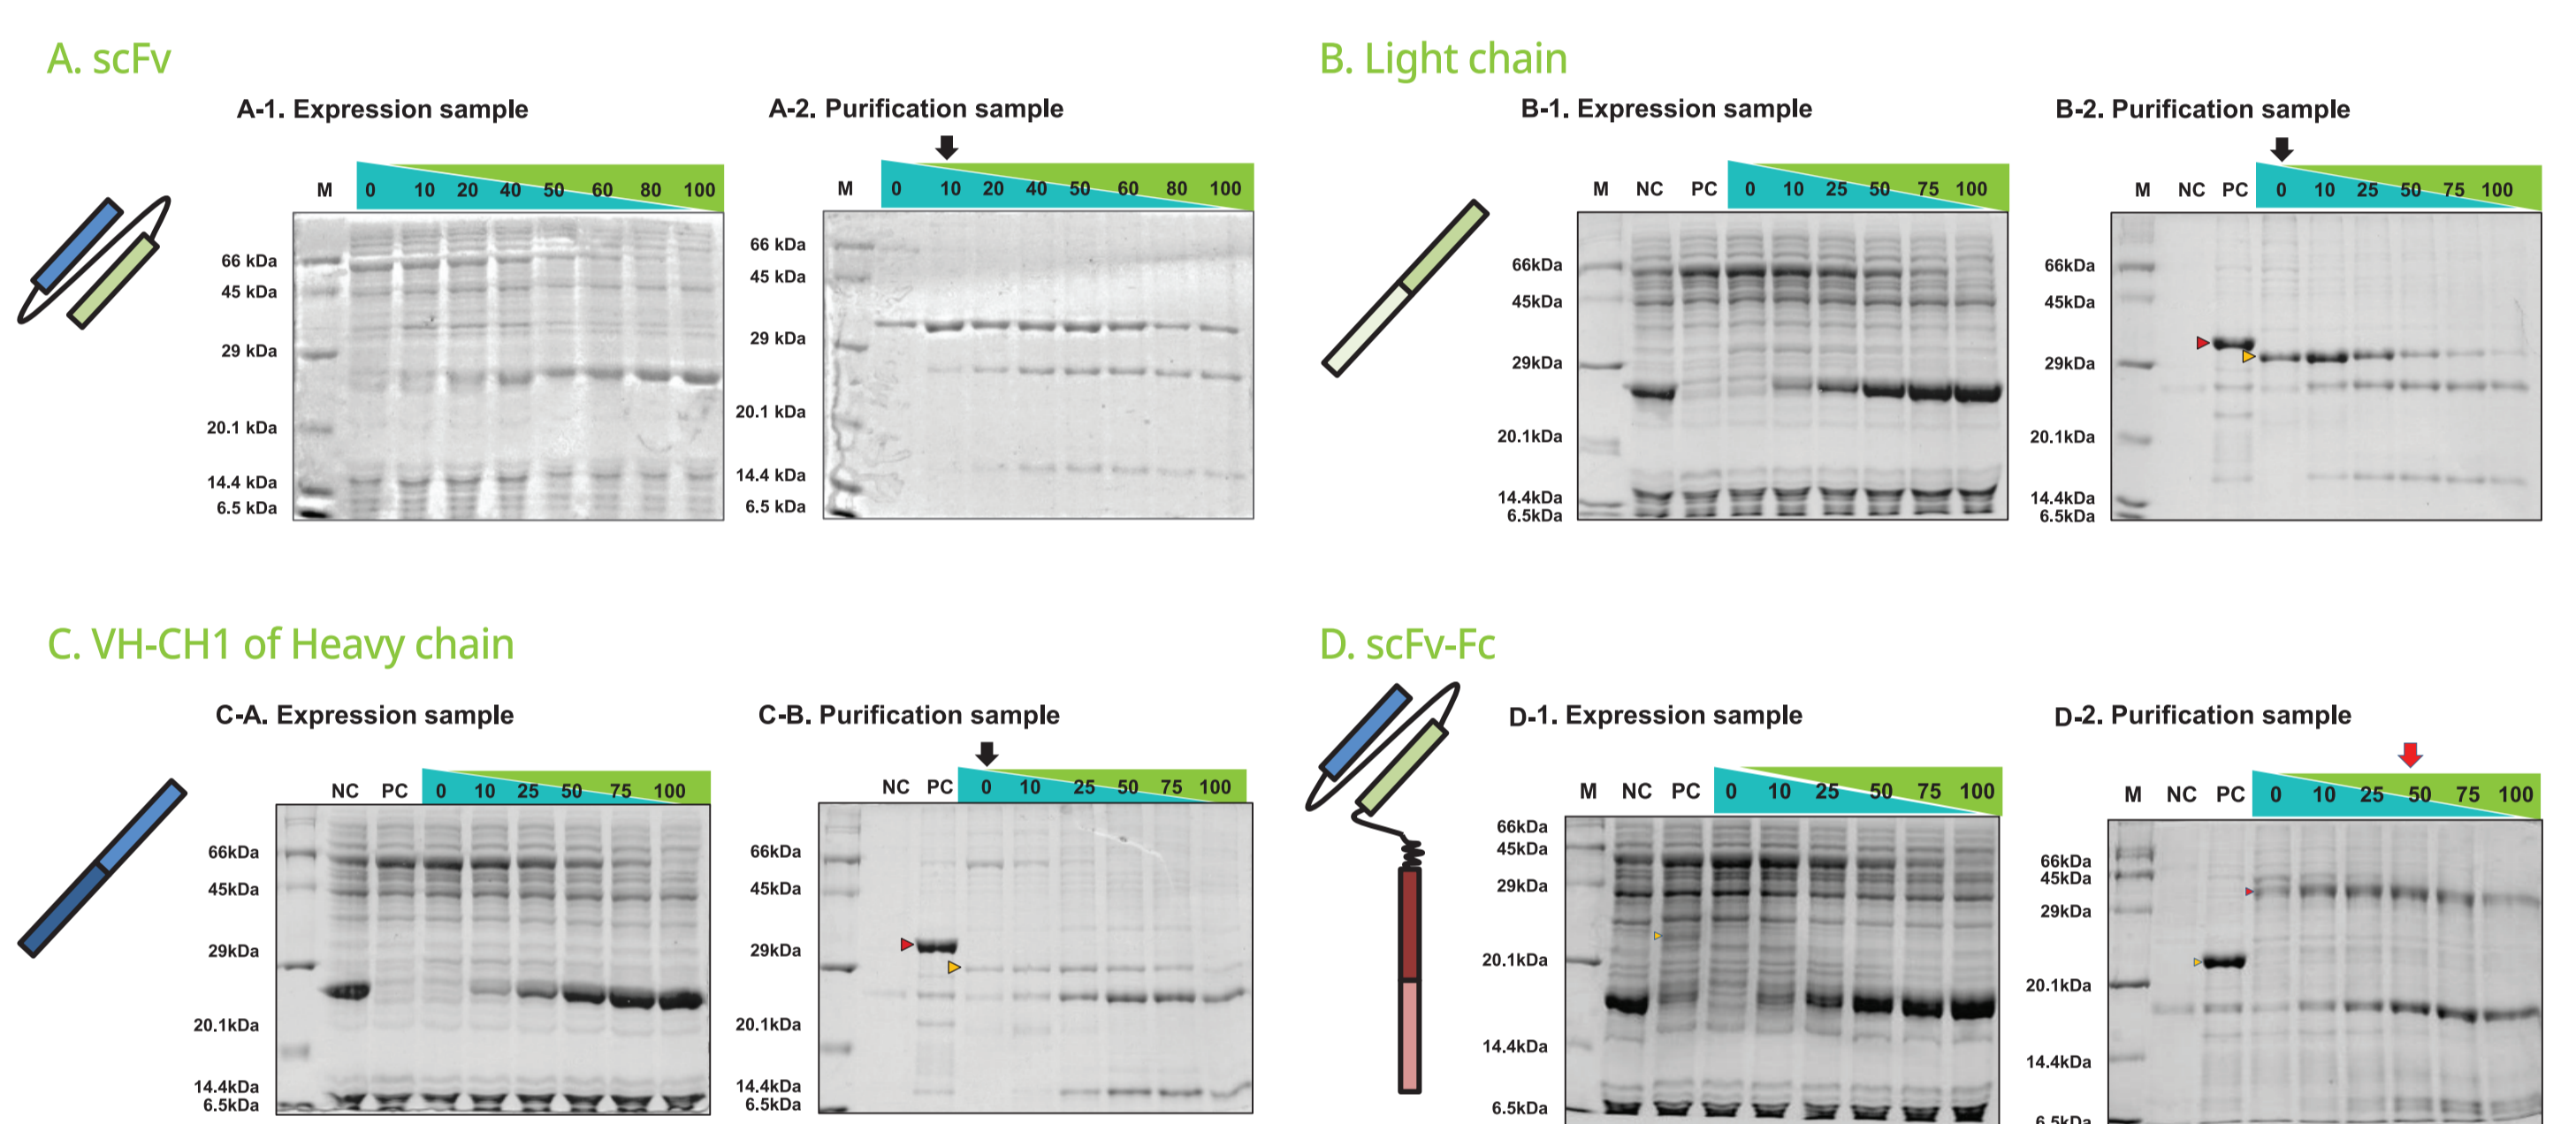 A. scFv
A-1. Expression sample
M 0 10 20 40 50 60 80 100
66 kDa
45 kDa
29 kDa
20.1 kDa
14.4 kDa
6.5 kDa
A-2. Purification sample
M 0 10 20 40 50 60 80 100
66 kDa
45 kDa
29 kDa
20.1 kDa
14.4 kDa
6.5 kDa
B. Light chain
B-1. Expression sample
M NC PC 0 10 25 50 75 100
66kDa
45kDa
29kDa
20.1kDa
14.4kDa
6.5kDa
B-2. Purification sample
M NC PC 0 10 25 50 75 100
66kDa
45kDa
29kDa
20.1kDa
14.4kDa
6.5kDa
C. VH-CH1 of Heavy chain
C-A. Expression sample
NC PC 0 10 25 50 75 100
66kDa
45kDa
29kDa
20.1kDa
14.4kDa
6.5kDa
C-B. Purification sample
NC PC 0 10 25 50 75 100
66kDa
45kDa
29kDa
20.1kDa
14.4kDa
6.5kDa
D. scFv-Fc
D-1. Expression sample
M NC PC 0 10 25 50 75 100
66kDa
45kDa
29kDa
20.1kDa
14.4kDa
6.5kDa
D-2. Purification sample
M NC PC 0 10 25 50 75 100
66kDa
45kDa
29kDa
20.1kDa
14.4kDa
6.5kDa